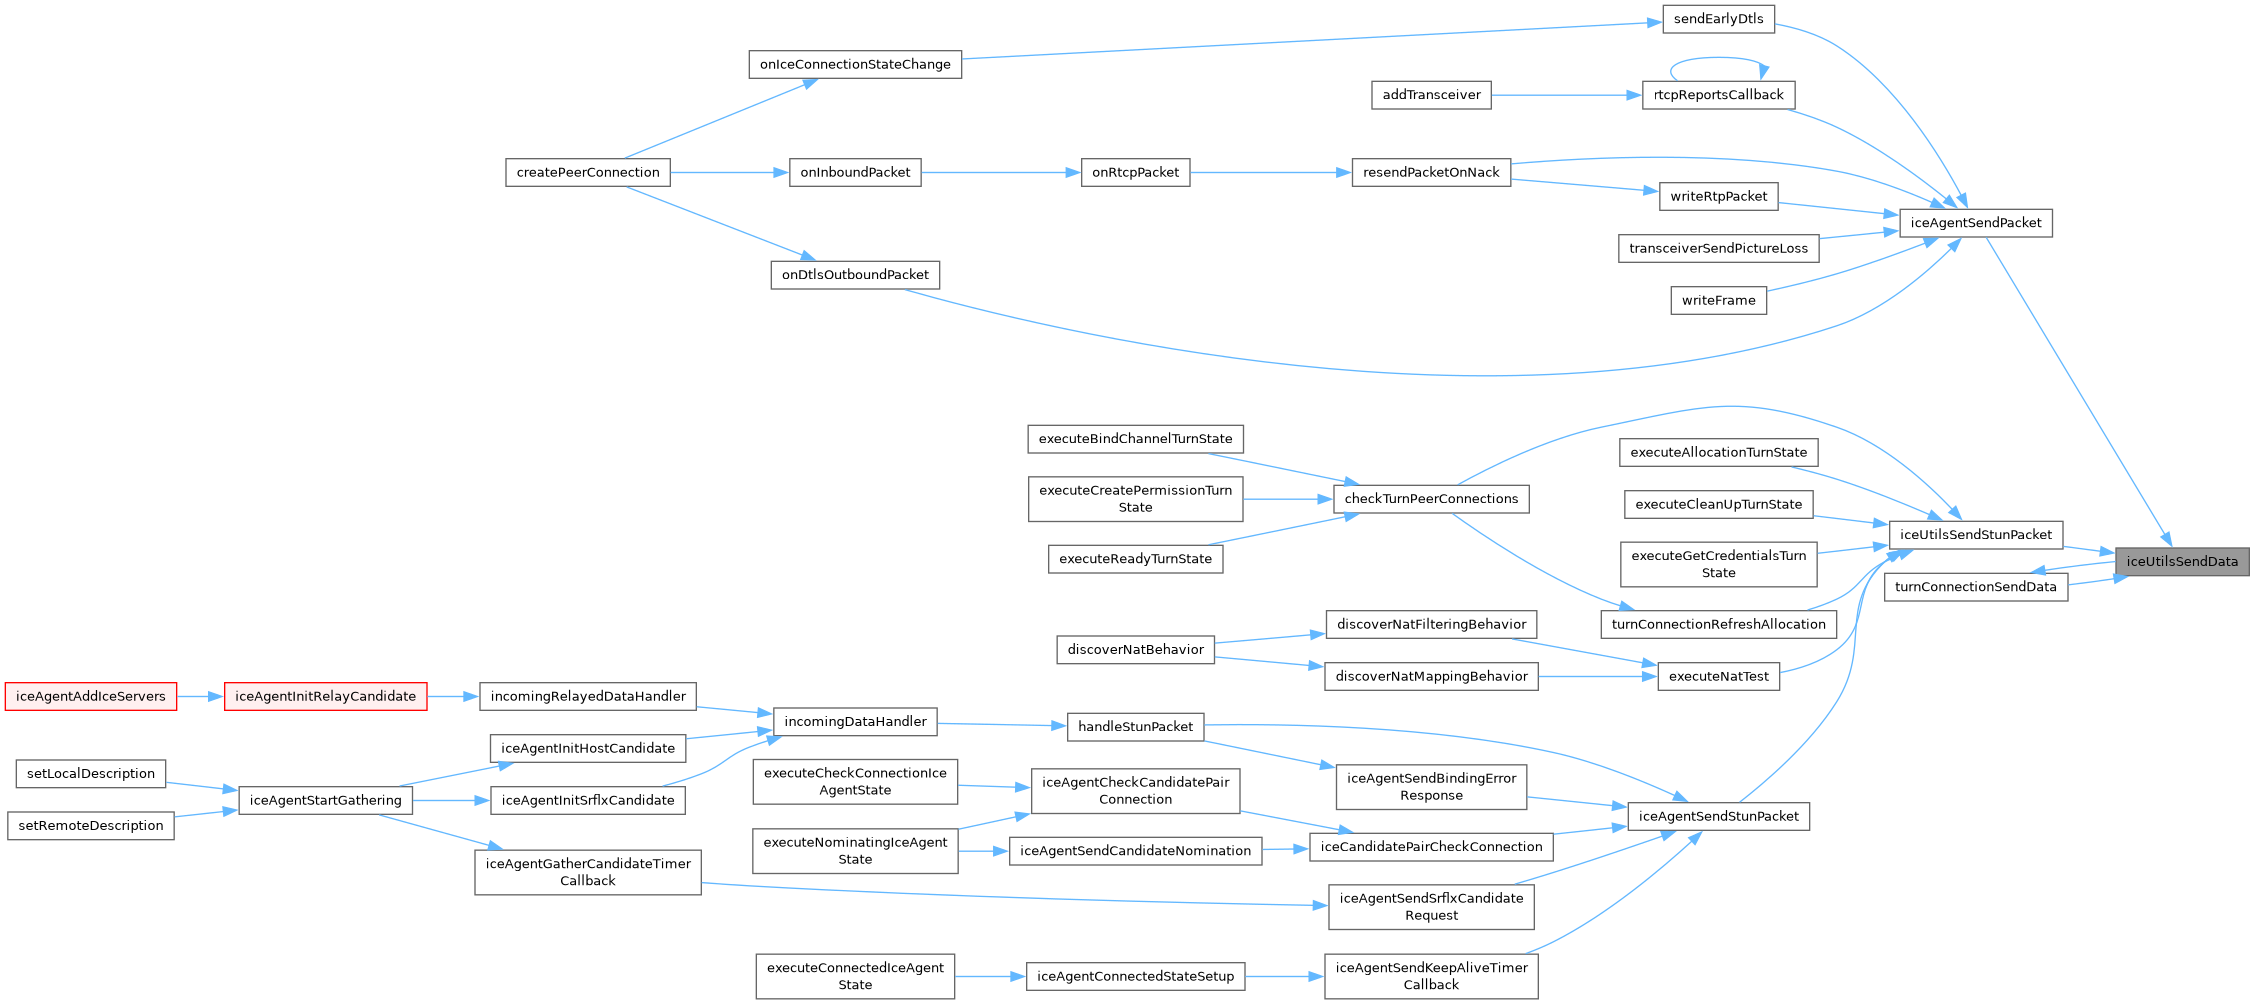 sendEarlyDtls
onIceConnectionStateChange
addTransceiver
rtcpReportsCallback
createPeerConnection
onInboundPacket
onRtcpPacket
resendPacketOnNack
writeRtpPacket
iceAgentSendPacket
transceiverSendPictureLoss
onDtlsOutboundPacket
writeFrame
executeBindChannelTurnState
executeAllocationTurnState
executeCreatePermissionTurn
State
checkTurnPeerConnections
executeCleanUpTurnState
iceUtilsSendStunPacket
executeReadyTurnState
executeGetCredentialsTurn
State
iceUtilsSendData
turnConnectionSendData
discoverNatFilteringBehavior
turnConnectionRefreshAllocation
discoverNatBehavior
discoverNatMappingBehavior
executeNatTest
iceAgentAddIceServers
iceAgentInitRelayCandidate
incomingRelayedDataHandler
incomingDataHandler
handleStunPacket
iceAgentInitHostCandidate
setLocalDescription
executeCheckConnectionIce
AgentState
iceAgentCheckCandidatePair
Connection
iceAgentSendBindingError
Response
iceAgentStartGathering
iceAgentInitSrflxCandidate
iceAgentSendStunPacket
setRemoteDescription
executeNominatingIceAgent
State
iceAgentSendCandidateNomination
iceCandidatePairCheckConnection
iceAgentGatherCandidateTimer
Callback
iceAgentSendSrflxCandidate
Request
executeConnectedIceAgent
State
iceAgentConnectedStateSetup
iceAgentSendKeepAliveTimer
Callback